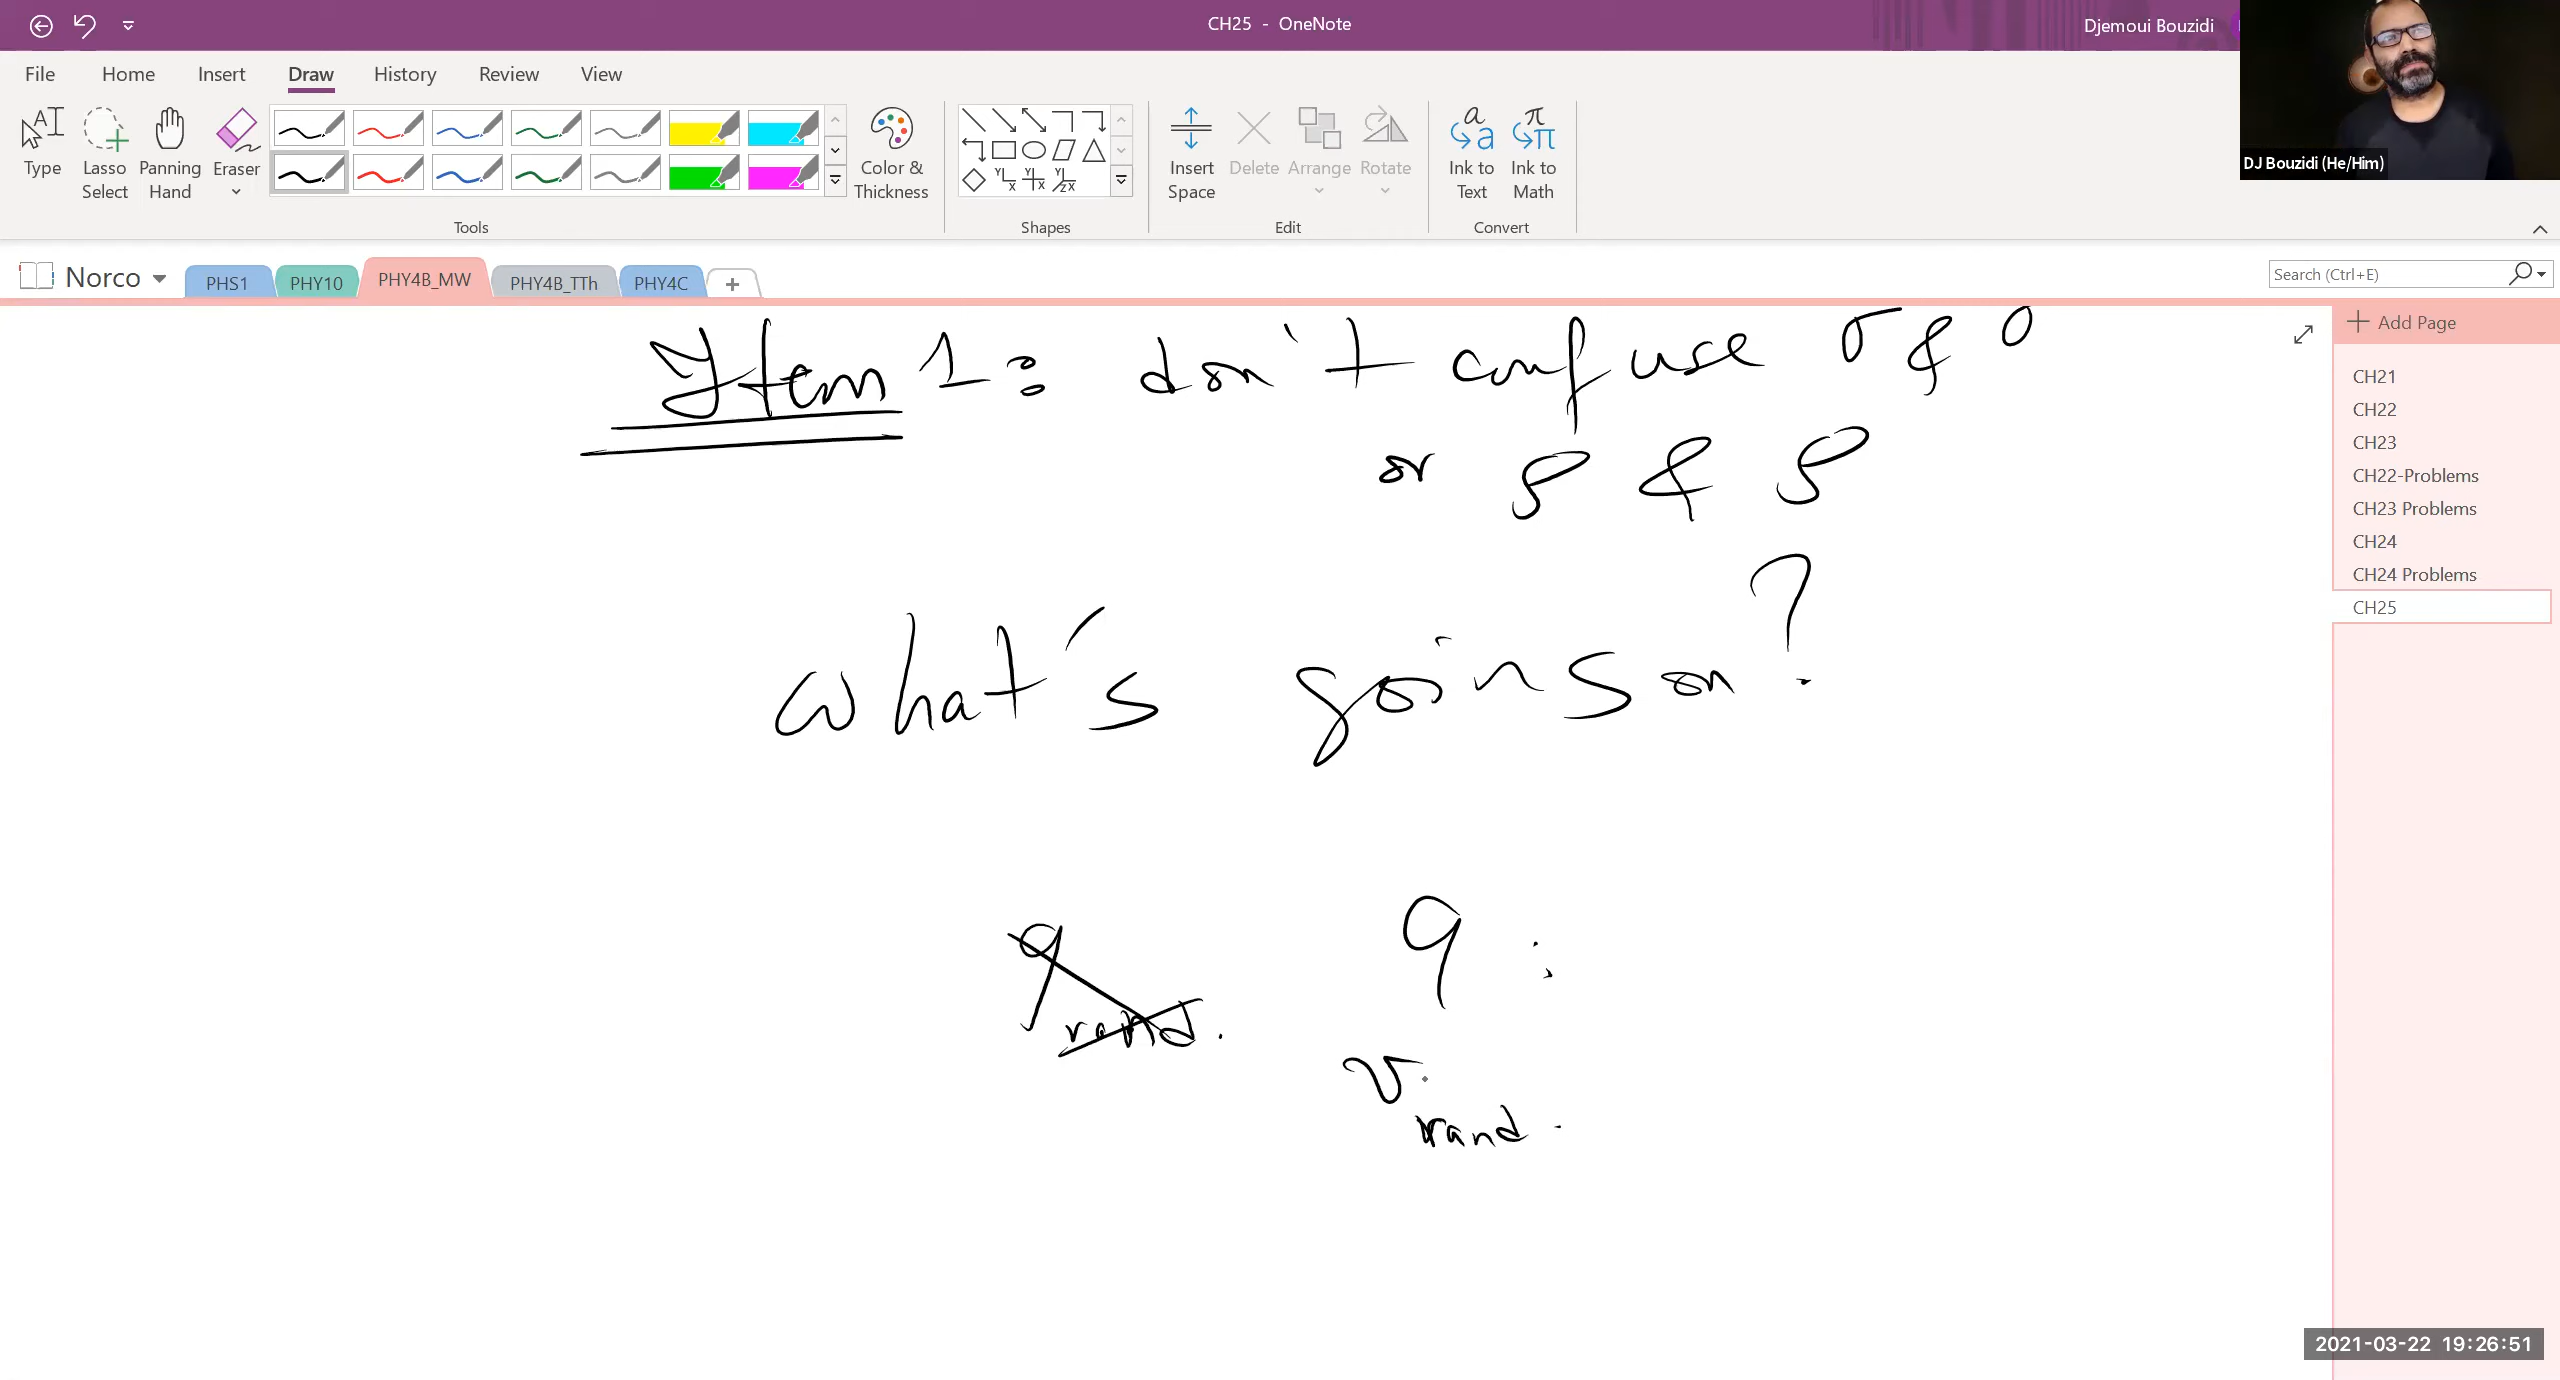 CH25 - OneNote
Djemoui Bouzidi
File Home Insert Draw History Review View
Type
Lasso Select
Panning Hand
Eraser
Color & Thickness
Insert Space
Delete
Arrange
Rotate
Ink to Text
Ink to Math
Tools
Shapes
Edit
Convert
DJ Bouzidi (He/Him)
Norco
PHS1 PHY10 PHY4B_MW PHY4B_TTh PHY4C
Search (Ctrl+E)
Item 1: don't confuse σ & σ
or ρ & ρ
what's going on?
q rand.
q :
v rand.
Add Page
CH21
CH22
CH23
CH22-Problems
CH23 Problems
CH24
CH24 Problems
CH25
2021-03-22 19:26:51